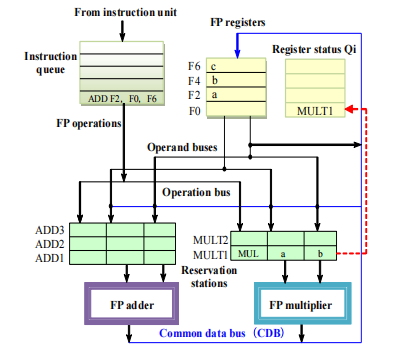 From instruction unit
FP registers
Instruction
queue
Register status Qi
F6 c
F4 b
F2 a
F0
ADD F2, F0, F6
MULT1
FP operations
Operand buses
Operation bus
ADD3
ADD2
ADD1
MULT2
MULT1 MUL a b
Reservation
stations
FP adder
FP multiplier
Common data bus (CDB)